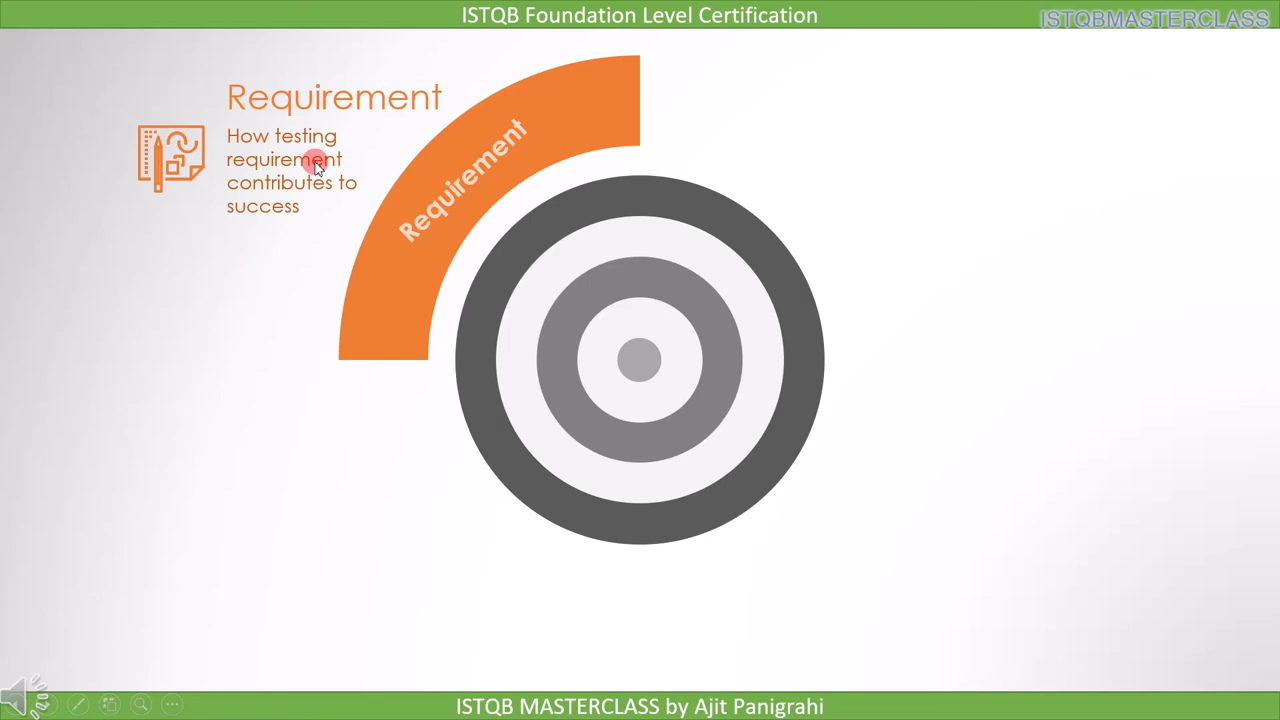 ISTQB Foundation Level Certification
ISTQBMASTERCLASS
Requirement
How testing
requirement
contributes to
success
Requirement
ISTQB MASTERCLASS by Ajit Panigrahi